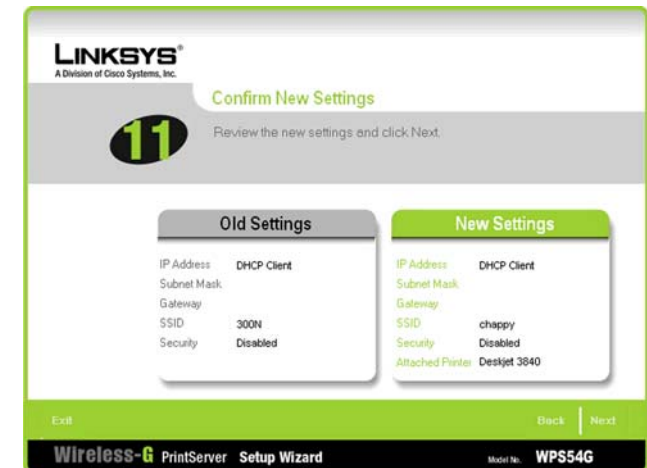 LINKSYS®
A Division of Cisco Systems, Inc.
Confirm New Settings
11
Review the new settings and click Next.
Old Settings
IP Address DHCP Client
Subnet Mask
Gateway
SSID 300N
Security Disabled
New Settings
IP Address DHCP Client
Subnet Mask
Gateway
SSID chappy
Security Disabled
Attached Printer Deskjet 3840
Exit
Back Next
Wireless-G PrintServer Setup Wizard
Model No. WPS54G